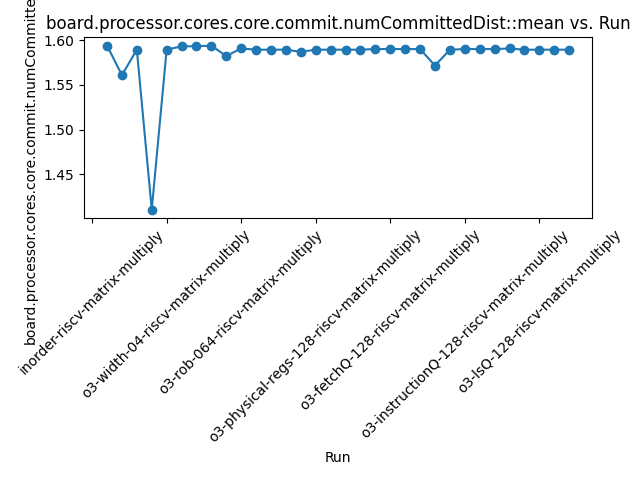 board.processor.cores.core.commit.numCommittedDist::mean vs. Run
board.processor.cores.core.commit.numCommitte
1.60
1.55
1.50
1.45
inorder-riscv-matrix-multiply
o3-width-04-riscv-matrix-multiply
o3-rob-064-riscv-matrix-multiply
o3-physical-regs-128-riscv-matrix-multiply
o3-fetchQ-128-riscv-matrix-multiply
o3-instructionQ-128-riscv-matrix-multiply
o3-lsQ-128-riscv-matrix-multiply
Run